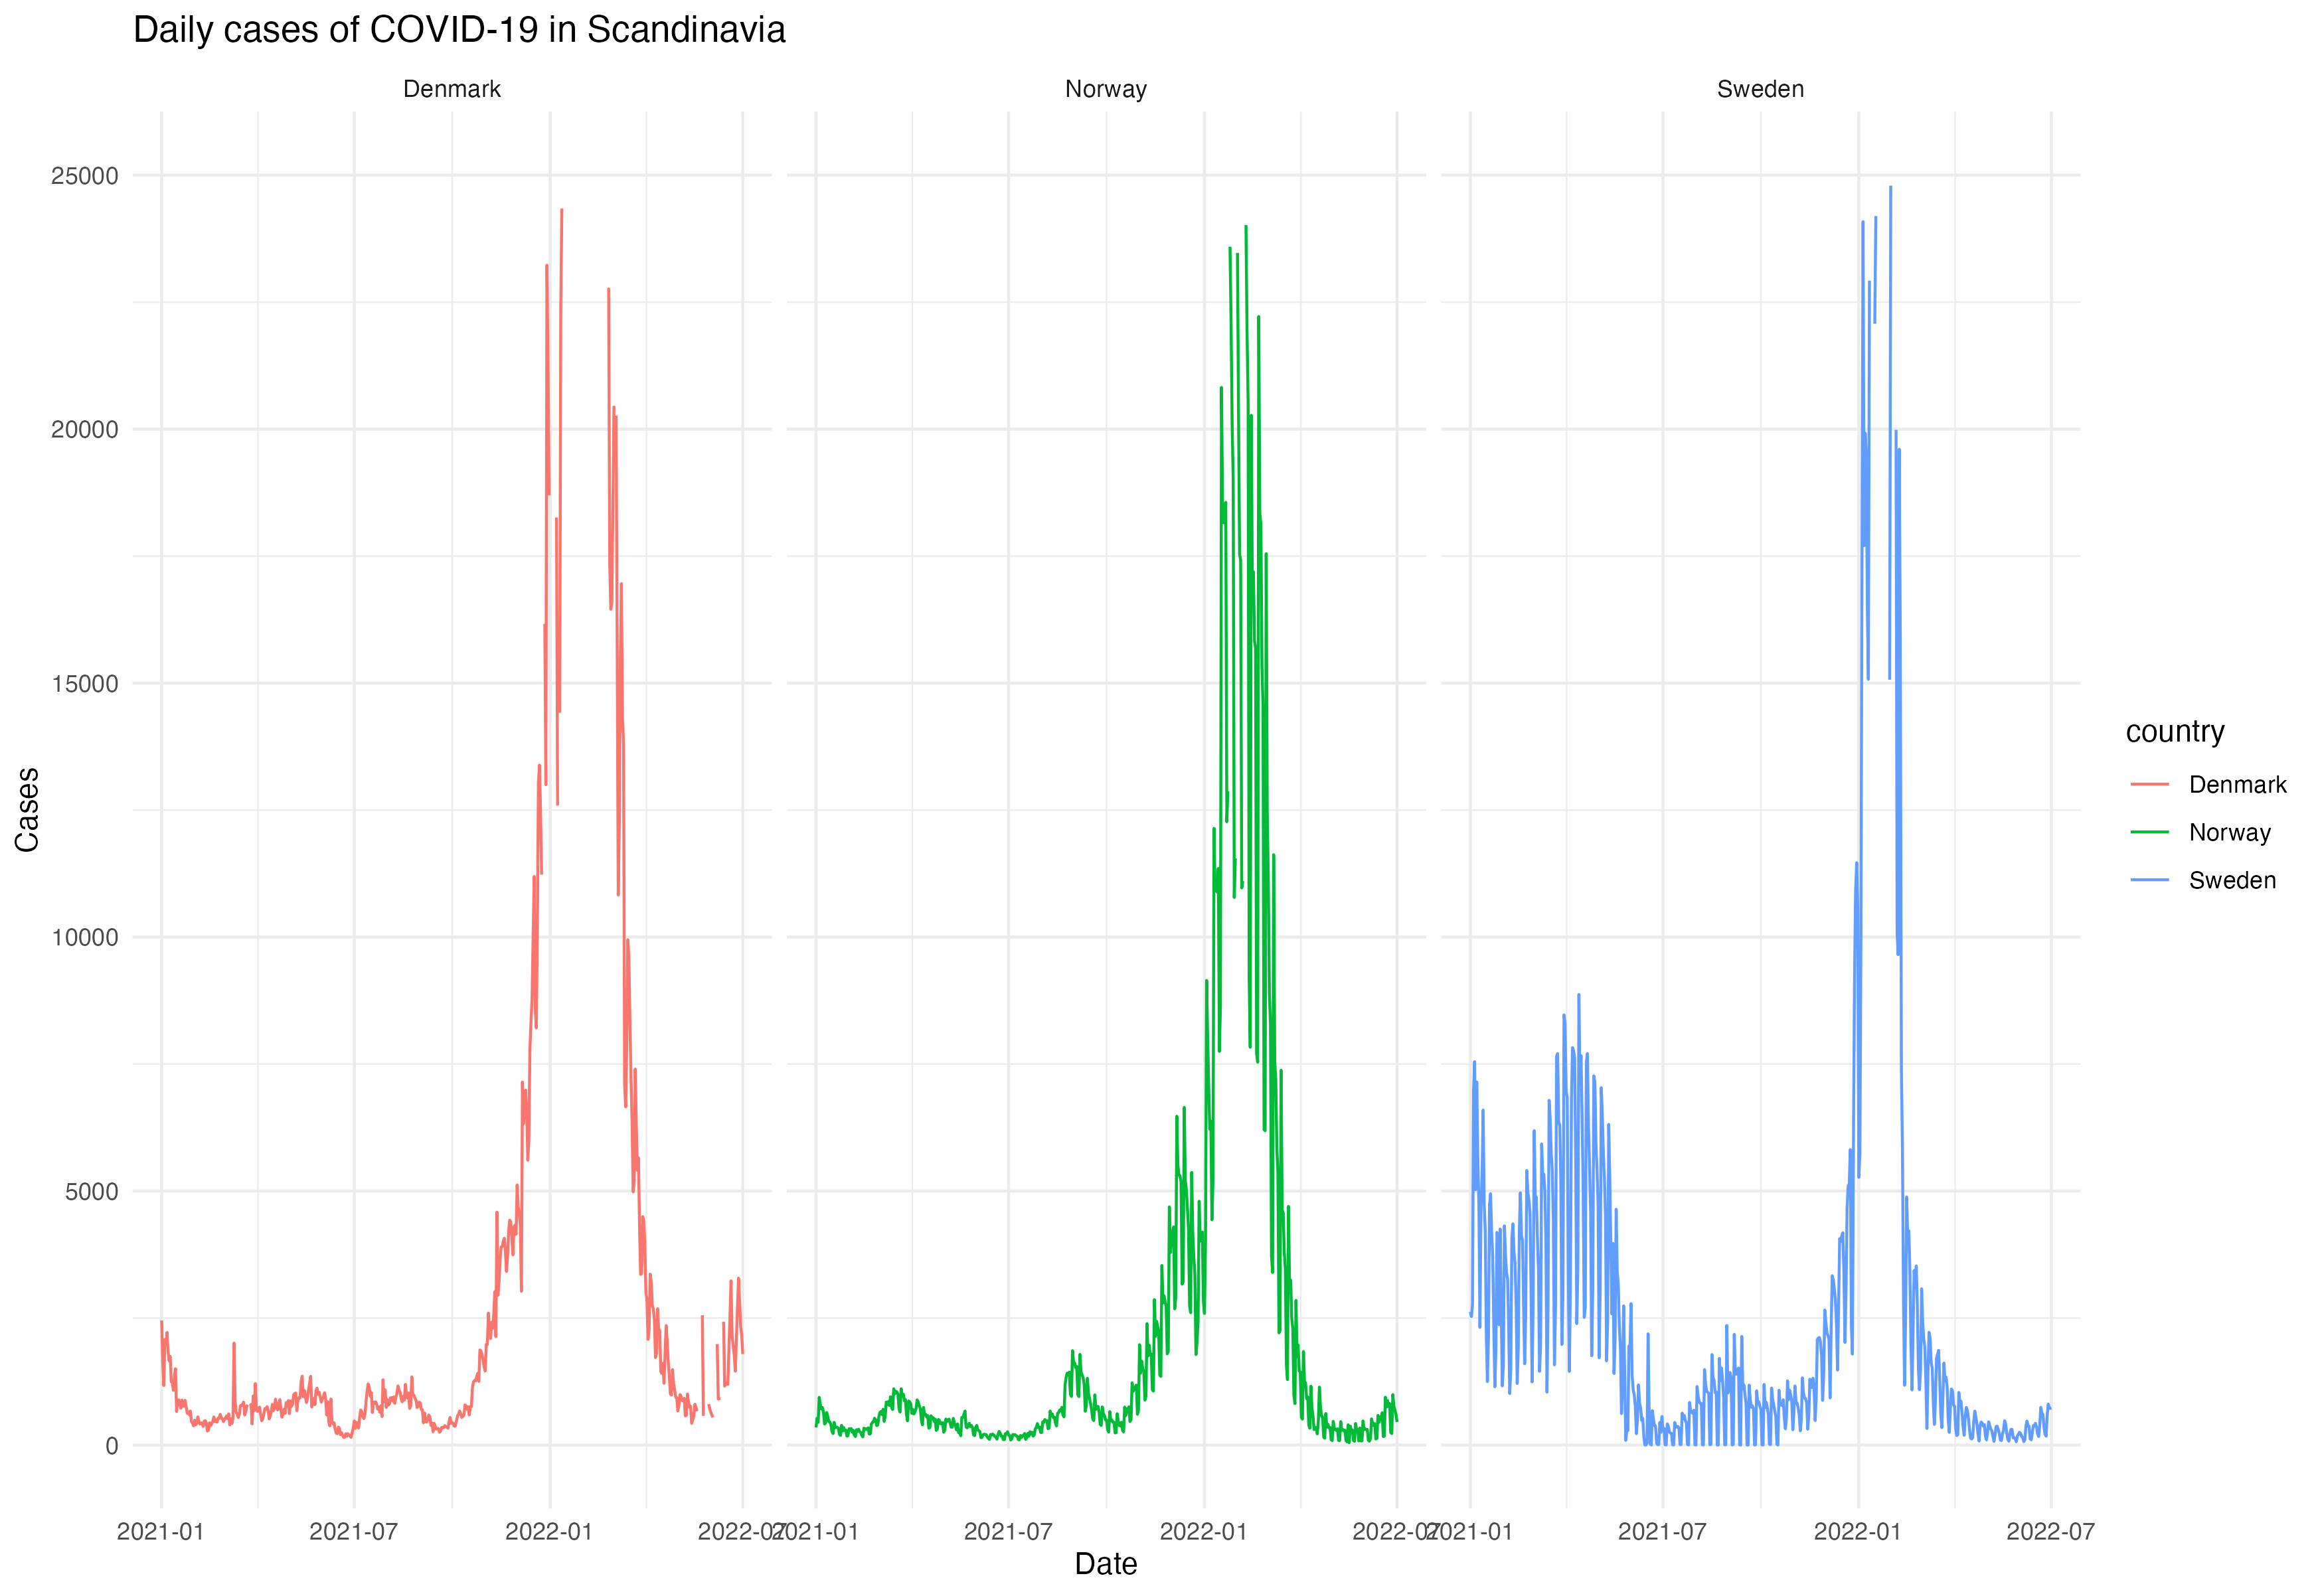 Daily cases of COVID-19 in Scandinavia
Denmark
Norway
Sweden
25000
20000
15000
10000
5000
0
Cases
2021-01
2021-07
2022-01
2022-07
2021-01
2021-07
2022-01
2022-07
2021-01
2021-07
2022-01
2022-07
Date
country
Denmark
Norway
Sweden